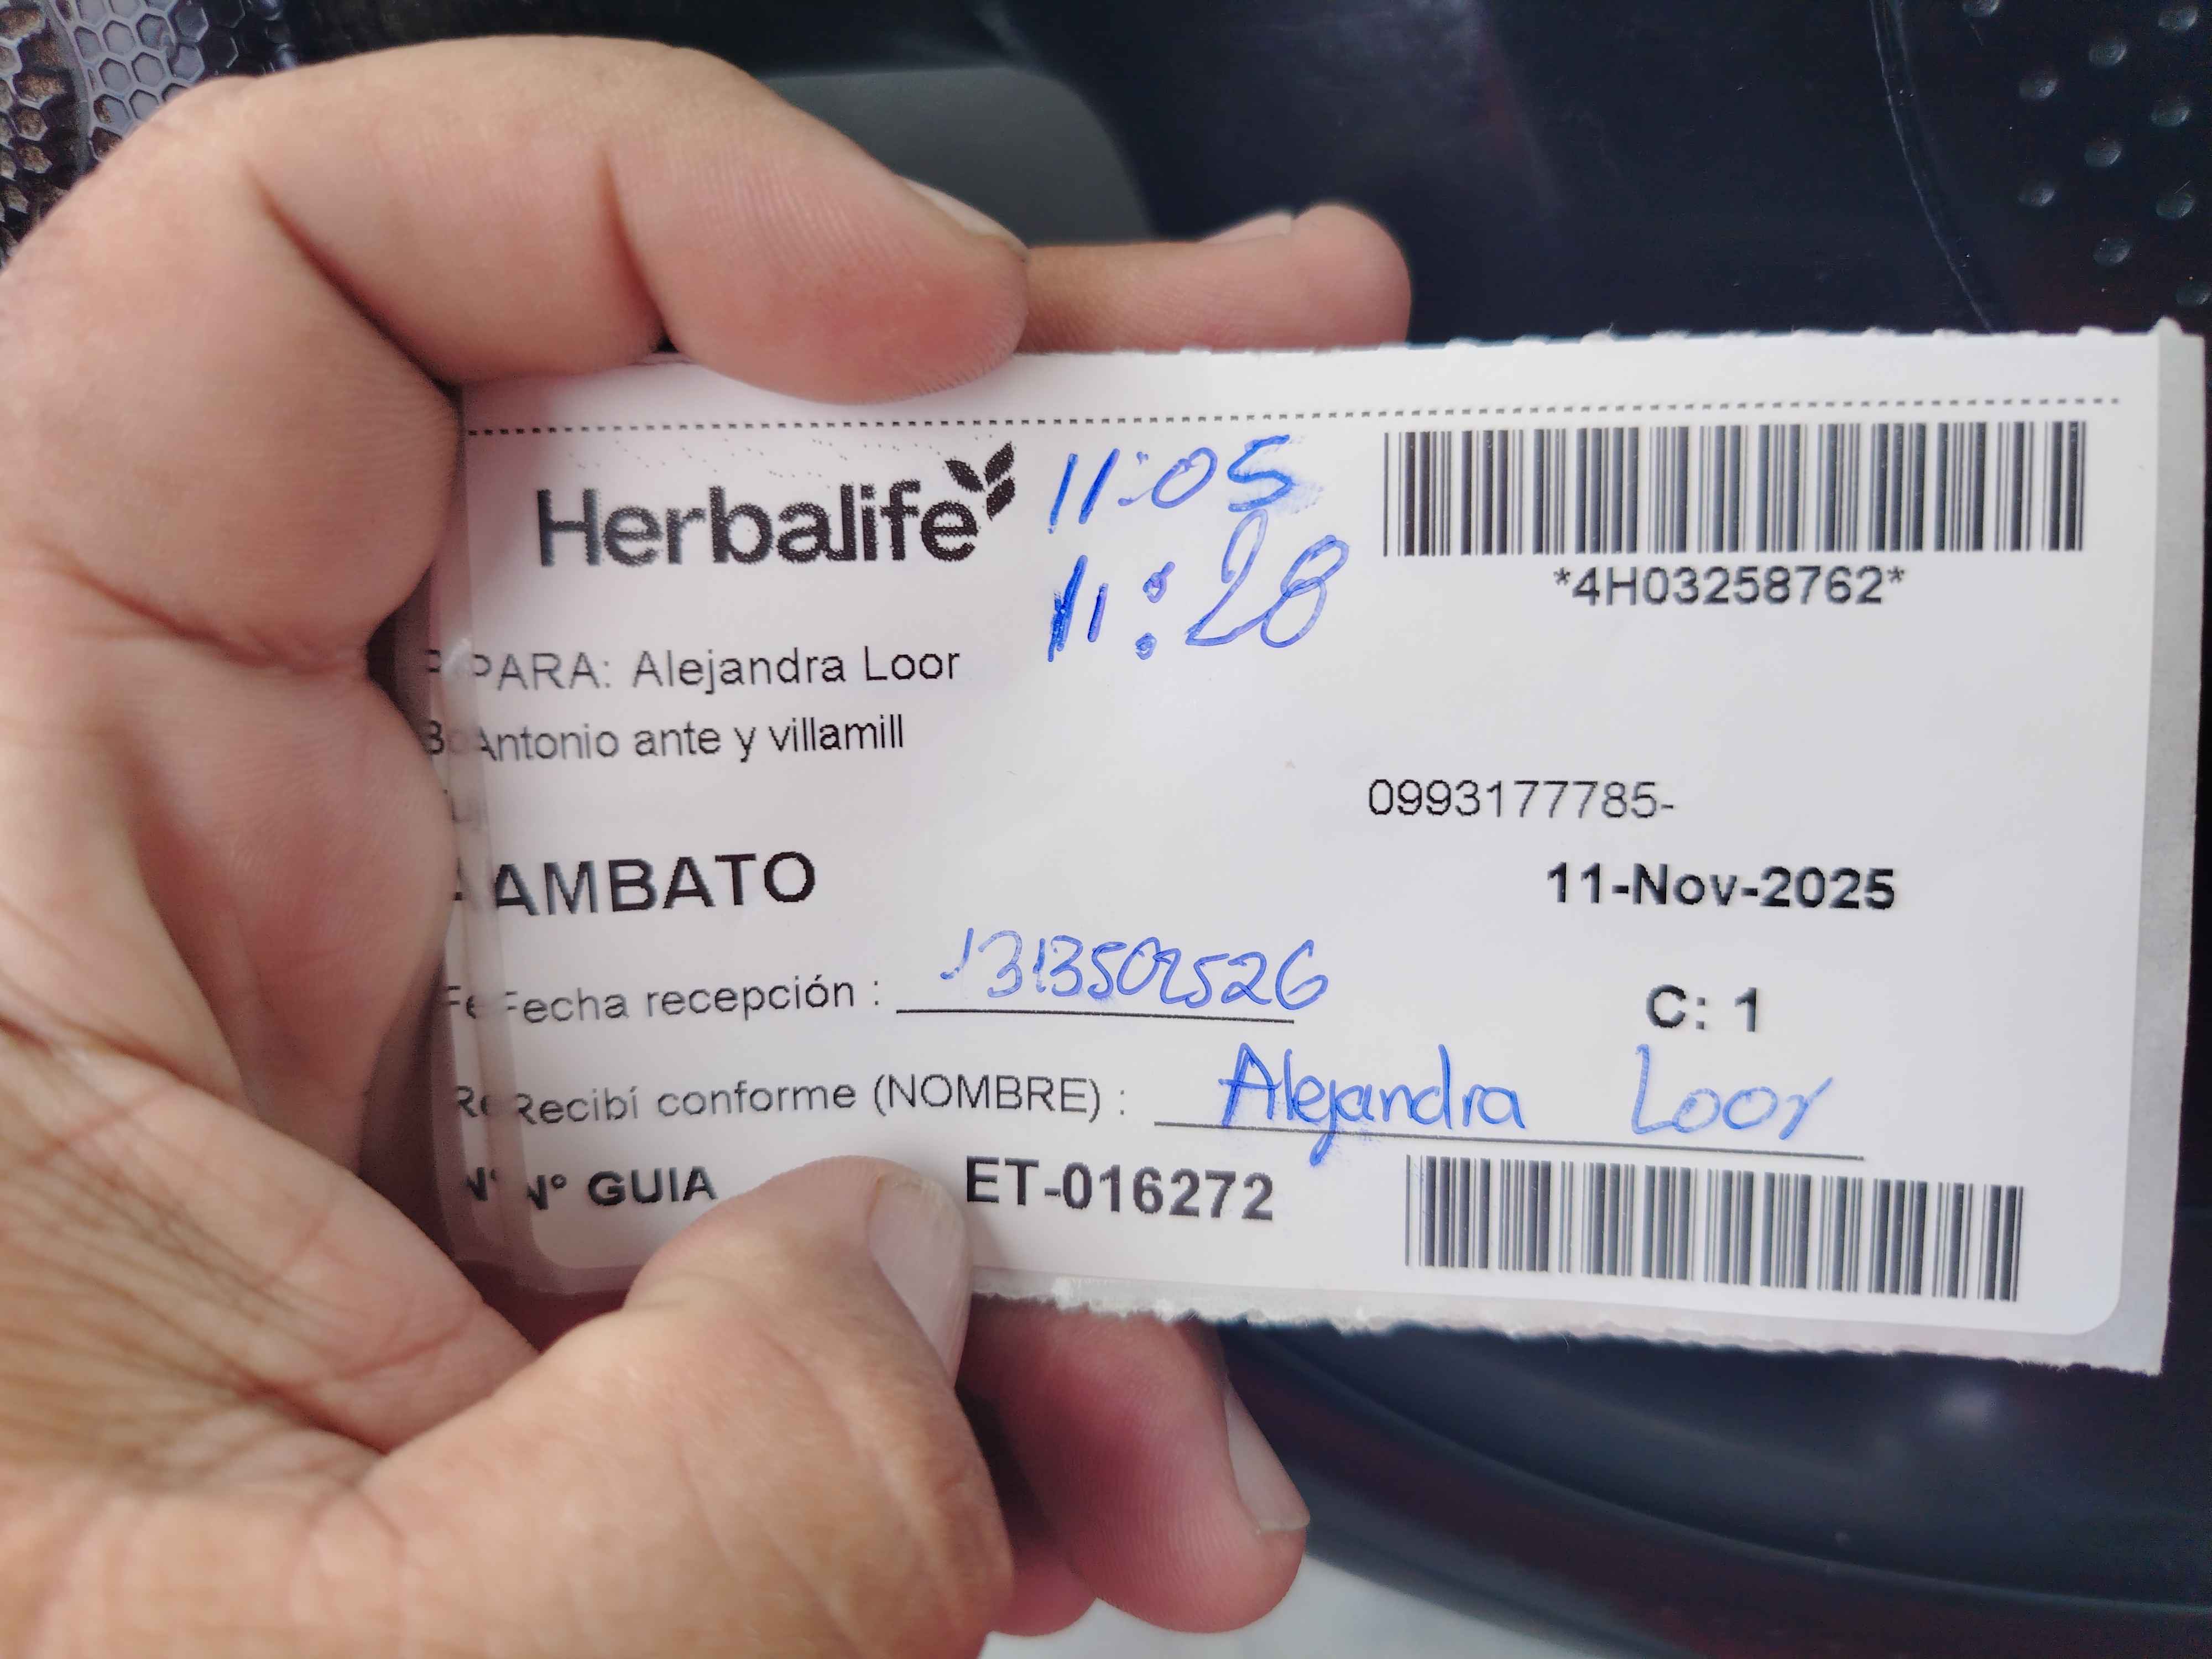 Herbalife
11:05
11:28
*4H03258762*
PARA: Alejandra Loor
Antonio ante y villamill
0993177785-
AMBATO
11-Nov-2025
Fecha recepción : 1313502526
C: 1
Recibí conforme (NOMBRE) : Alejandra Loor
N° GUIA ET-016272